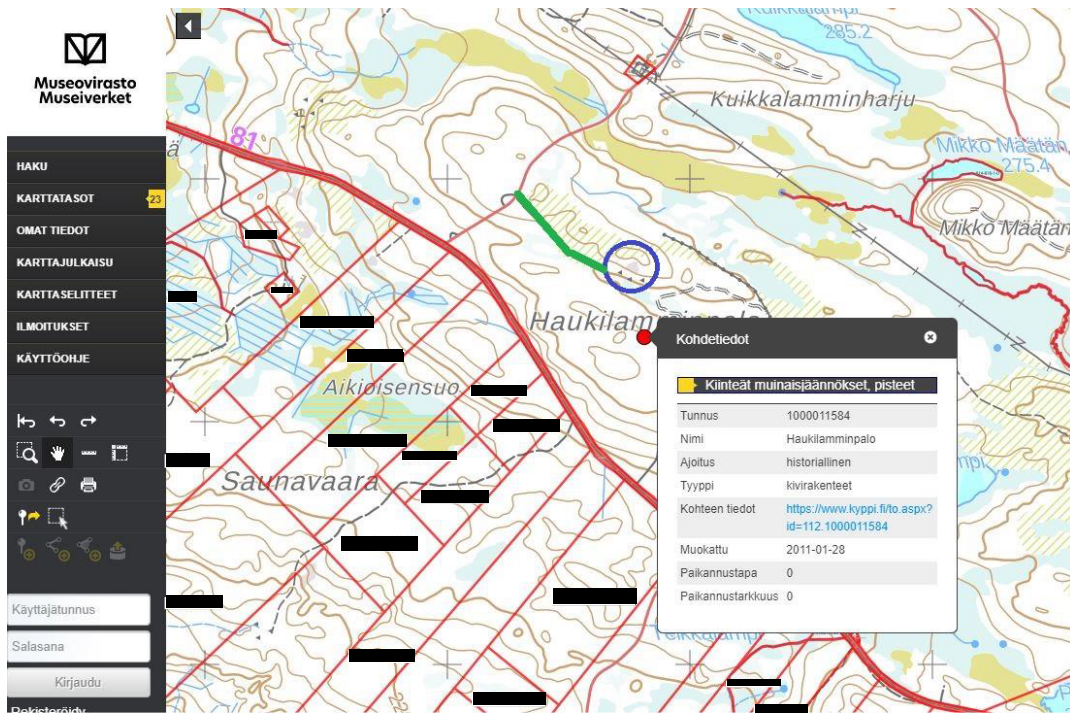 Museovirasto
Museiverket
HAKU
KARTTATASOT
23
OMAT TIEDOT
KARTTAJULKAISU
KARTTASELITTEET
ILMOITUKSET
KÄYTTÖOHJE
Käyttäjätunnus
Salasana
Kirjaudu
Rekisteröidy
81
Kuikkalampi
285.2
Kuikkalamminharju
Mikko Määtän
275.4
Mikko Määtän
Haukilamminpalo
Aikioisensuo
Saunavaara
Kohdetiedot
Kiinteät muinaisjäännökset, pisteet
Tunnus 1000011584
Nimi Haukilamminpalo
Ajoitus historiallinen
Tyyppi kivirakenteet
Kohteen tiedot https://www.kyppi.fi/to.aspx?
id=112.1000011584
Muokattu 2011-01-28
Paikannustapa 0
Paikannustarkkuus 0